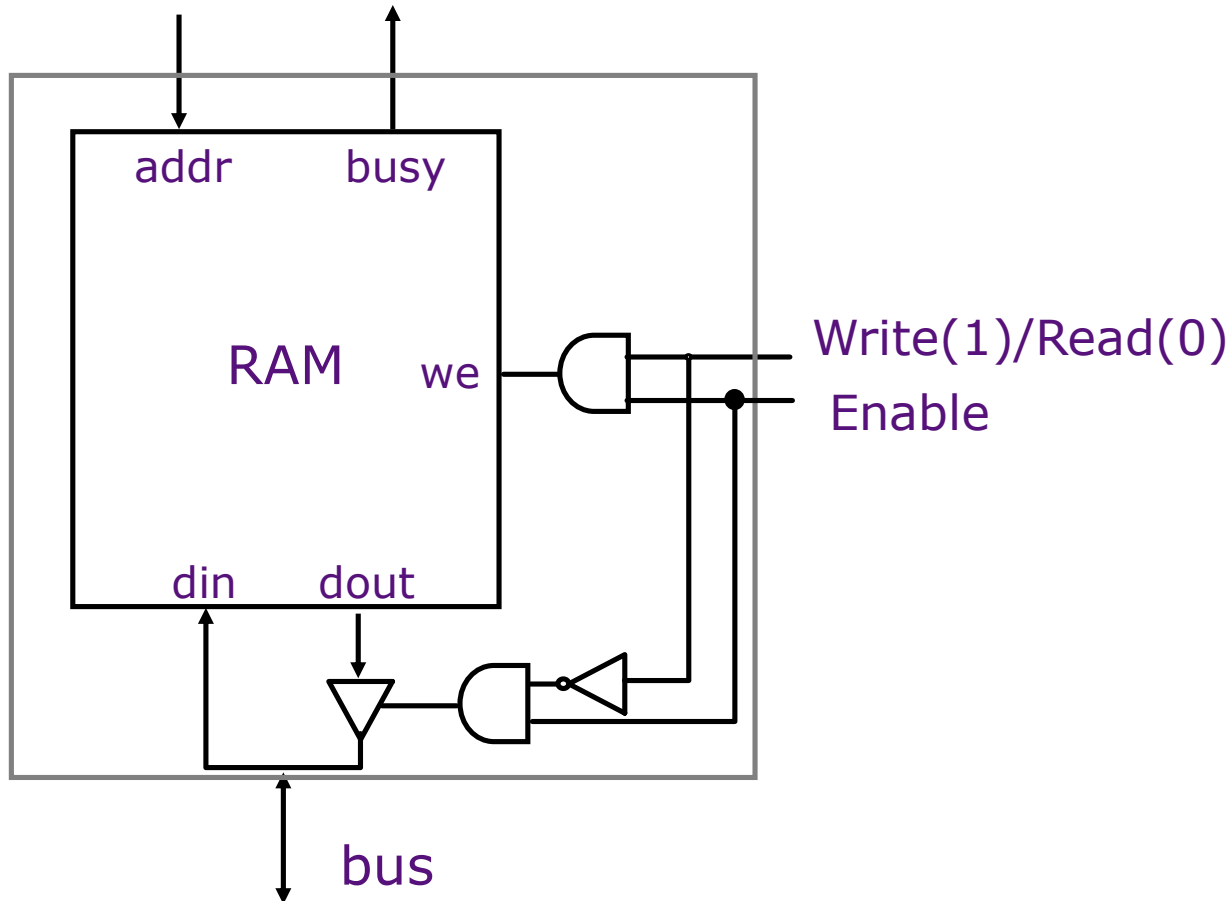 addr busy
RAM
we
Write(1)/Read(0)
Enable
din dout
bus